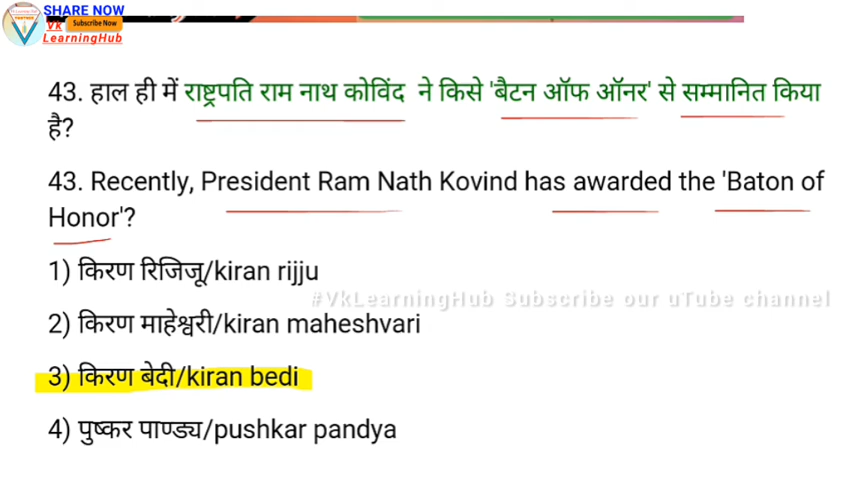 SHARE NOW
Vk Subscribe Now
LearningHub
43. हाल ही में राष्ट्रपति राम नाथ कोविंद ने किसे 'बैटन ऑफ ऑनर' से सम्मानित किया
है?
43. Recently, President Ram Nath Kovind has awarded the 'Baton of
Honor'?
1) किरण रिजिजू/kiran rijju
#VkLearningHub Subscribe our uTube channel
2) किरण माहेश्वरी/kiran maheshvari
3) किरण बेदी/kiran bedi
4) पुष्कर पाण्ड्य/pushkar pandya